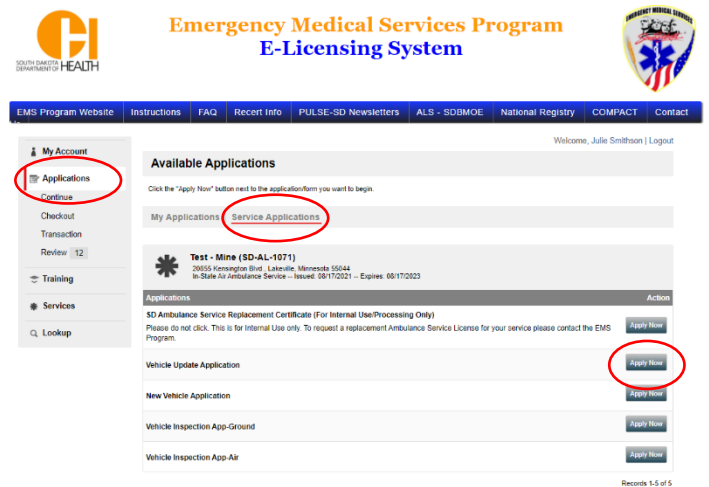 SOUTH DAKOTA
DEPARTMENT OF HEALTH
Emergency Medical Services Program
E-Licensing System
EMERGENCY MEDICAL SERVICES
EMS Program Website Instructions FAQ Recert Info PULSE-SD Newsletters ALS - SDBMOE National Registry COMPACT Contact
Welcome, Julie Smithson | Logout
My Account
Applications
Continue
Checkout
Transaction
Review 12
Training
Services
Lookup
Available Applications
Click the "Apply Now" button next to the application/form you want to begin.
My Applications Service Applications
Test - Mine (SD-AL-1071)
20855 Kensington Blvd., Lakeville, Minnesota 55044
In-State Air Ambulance Service -- Issued: 08/17/2021 -- Expires: 08/17/2023
Applications Action
SD Ambulance Service Replacement Certificate (For Internal Use/Processing Only)
Please do not click. This is for Internal Use only. To request a replacement Ambulance Service License for your service please contact the EMS
Program.
Apply Now
Vehicle Update Application Apply Now
New Vehicle Application Apply Now
Vehicle Inspection App-Ground Apply Now
Vehicle Inspection App-Air Apply Now
Records 1-5 of 5